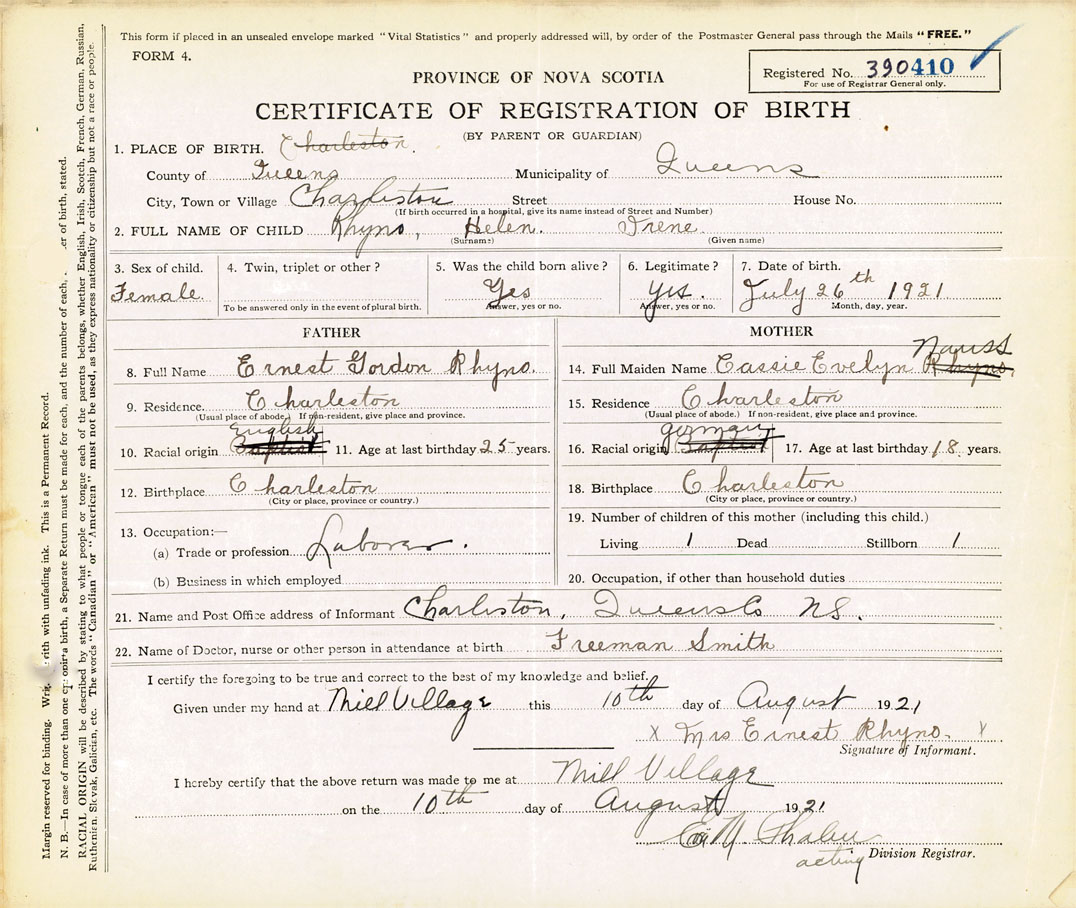 This form if placed in an unsealed envelope marked "Vital Statistics" and properly addressed will, by order of the Postmaster General pass through the Mails "FREE."
FORM 4.
Registered No. 390410
For use of Registrar General only.
PROVINCE OF NOVA SCOTIA
CERTIFICATE OF REGISTRATION OF BIRTH
(BY PARENT OR GUARDIAN)
1. PLACE OF BIRTH. Charleston.
County of Queens Municipality of Queens
City, Town or Village Charleston Street House No.
(If birth occurred in a hospital, give its name instead of Street and Number)
2. FULL NAME OF CHILD Rhyno, Helen. Irene.
(Surname) (Given name)
3. Sex of child. 4. Twin, triplet or other? 5. Was the child born alive? 6. Legitimate? 7. Date of birth.
Female. Yes Yes. July 26th 1921
To be answered only in the event of plural birth. Answer, yes or no. Answer, yes or no. Month, day, year.
FATHER
8. Full Name Ernest Gordon Rhyno.
9. Residence. Charleston
(Usual place of abode.) If non-resident, give place and province.
English
10. Racial origin Baptist 11. Age at last birthday 25 years.
12. Birthplace Charleston
(City or place, province or country.)
13. Occupation:—
(a) Trade or profession Laborer.
(b) Business in which employed
MOTHER
Nauss
14. Full Maiden Name Cassie Evelyn Rhyno.
15. Residence Charleston
(Usual place of abode.) If non-resident, give place and province.
german
16. Racial origin Baptist 17. Age at last birthday 18 years.
18. Birthplace Charleston
(City or place, province or country.)
19. Number of children of this mother (including this child.)
Living 1 Dead Stillborn 1
20. Occupation, if other than household duties
21. Name and Post Office address of Informant Charleston, Queens Co NS.
22. Name of Doctor, nurse or other person in attendance at birth Freeman Smith
I certify the foregoing to be true and correct to the best of my knowledge and belief.
Given under my hand at Mill Village this 10th day of August 1921
x Mrs Ernest Rhyno. x
Signature of Informant.
I hereby certify that the above return was made to me at Mill Village
on the 10th day of August 1921
acting Division Registrar.
Margin reserved for binding. with unfading ink. This is a Permanent Record.
N. B.—In case of more than one birth, a Separate Return must be made for each, and the number of each, of birth, stated.
RACIAL ORIGIN will be described by stating to what people or tongue each of the parents belongs, whether English, Irish, Scotch, French, German, Russian,
Ruthenian, Slovak, Galician, etc. The words "Canadian" or "American" must not be used, as they express nationality or citizenship but not a race or people.